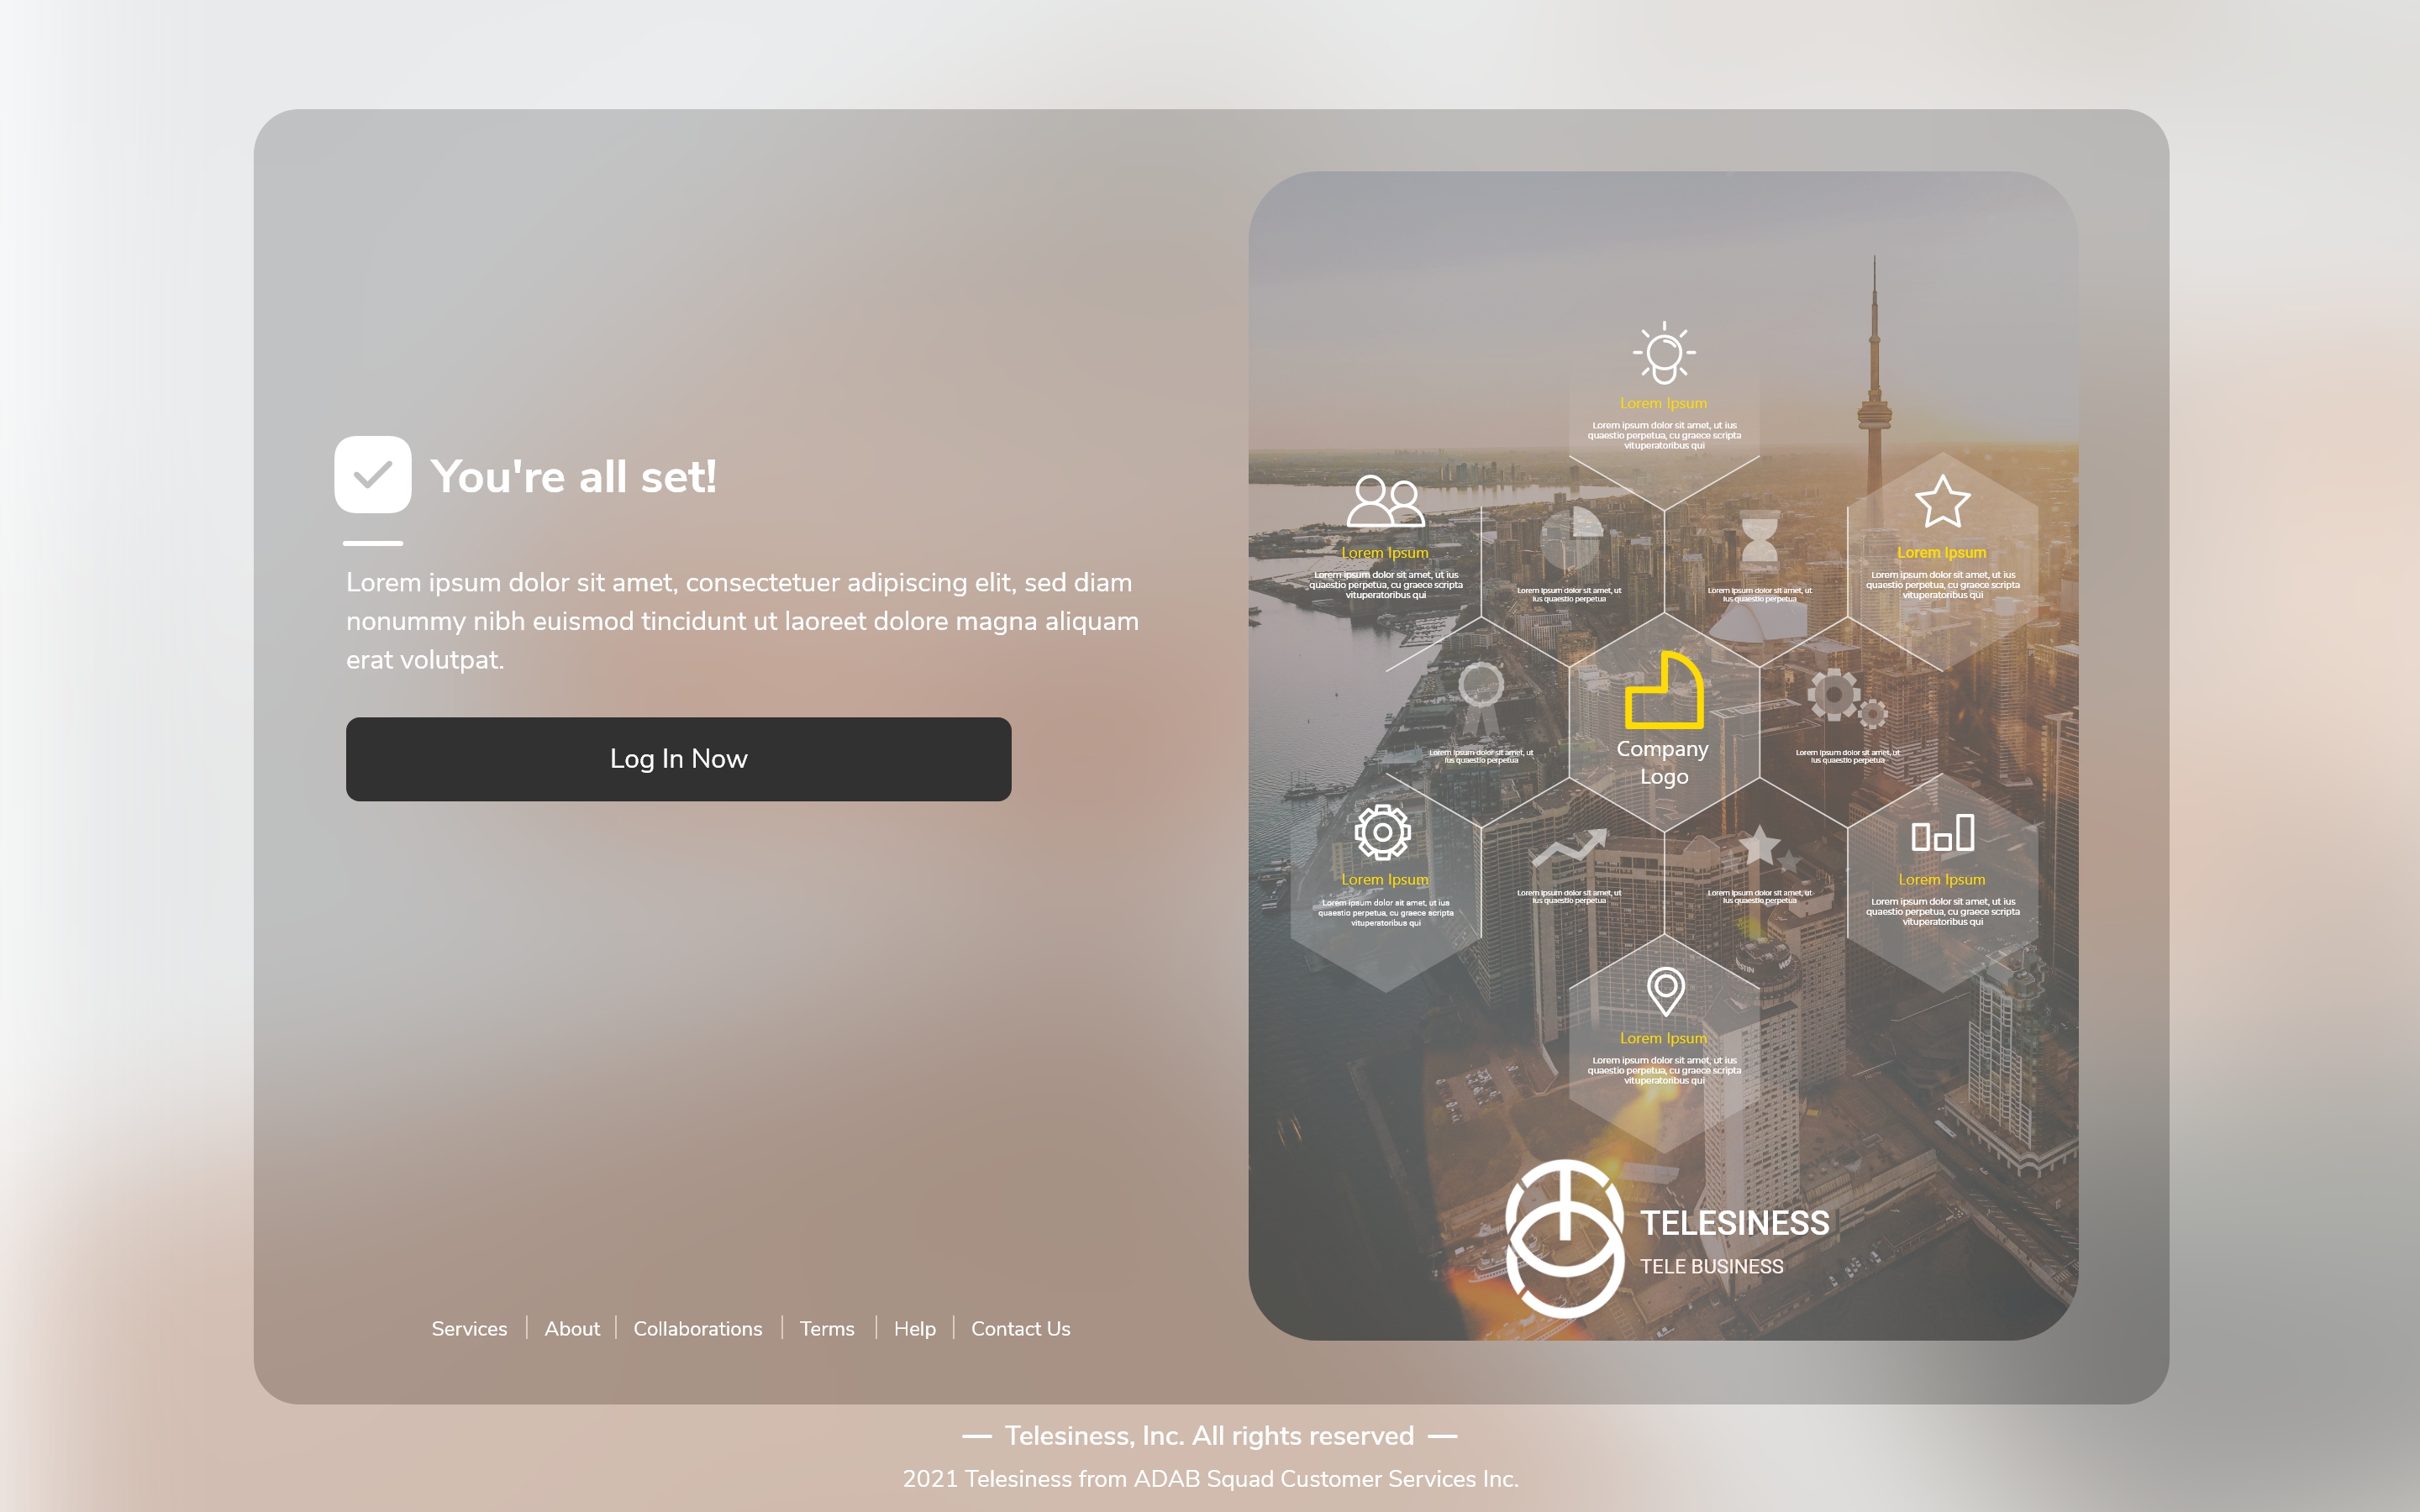 You're all set!
Lorem ipsum dolor sit amet, consectetuer adipiscing elit, sed diam
nonummy nibh euismod tincidunt ut laoreet dolore magna aliquam
erat volutpat.
Log In Now
Services
About
Collaborations
Terms
Help
Contact Us
Lorem Ipsum
Lorem ipsum dolor sit amet, ut ius
quaestio perpetua, cu graece scripta
vituperatoribus qui
Lorem Ipsum
Lorem ipsum dolor sit amet, ut ius
quaestio perpetua, cu graece scripta
vituperatoribus qui
Lorem ipsum dolor sit amet, ut
ius quaestio perpetua
Lorem ipsum dolor sit amet, ut
ius quaestio perpetua
Lorem Ipsum
Lorem ipsum dolor sit amet, ut ius
quaestio perpetua, cu graece scripta
vituperatoribus qui
Lorem ipsum dolor sit amet, ut
ius quaestio perpetua
Company
Logo
Lorem ipsum dolor sit amet, ut
ius quaestio perpetua
Lorem Ipsum
Lorem ipsum dolor sit amet, ut ius
quaestio perpetua, cu graece scripta
vituperatoribus qui
Lorem ipsum dolor sit amet, ut
ius quaestio perpetua
Lorem ipsum dolor sit amet, ut
ius quaestio perpetua
Lorem Ipsum
Lorem ipsum dolor sit amet, ut ius
quaestio perpetua, cu graece scripta
vituperatoribus qui
Lorem Ipsum
Lorem ipsum dolor sit amet, ut ius
quaestio perpetua, cu graece scripta
vituperatoribus qui
TELESINESS
TELE BUSINESS
Telesiness, Inc. All rights reserved
2021 Telesiness from ADAB Squad Customer Services Inc.